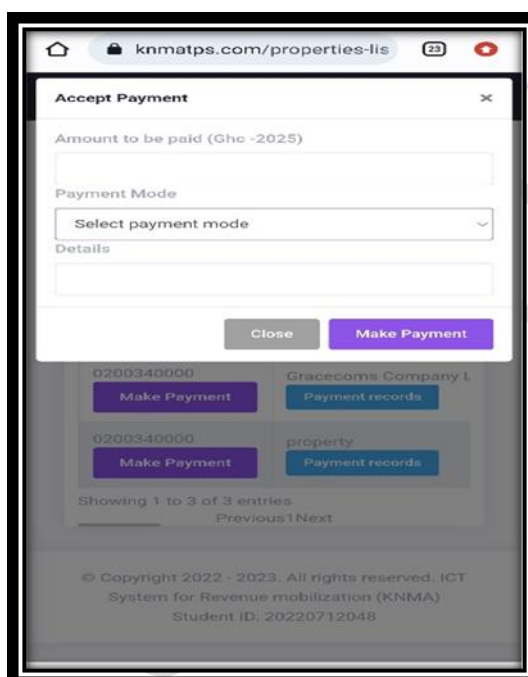 knmatps.com/properties-lis 23
Accept Payment ×
Amount to be paid (Ghc -2025)
Payment Mode
Select payment mode
Details
Close Make Payment
0200340000 Gracecoms Company L
Make Payment Payment records
0200340000 property
Make Payment Payment records
Showing 1 to 3 of 3 entries
Previous1Next
© Copyright 2022 - 2023. All rights reserved. ICT
System for Revenue mobilization (KNMA)
Student ID: 20220712048